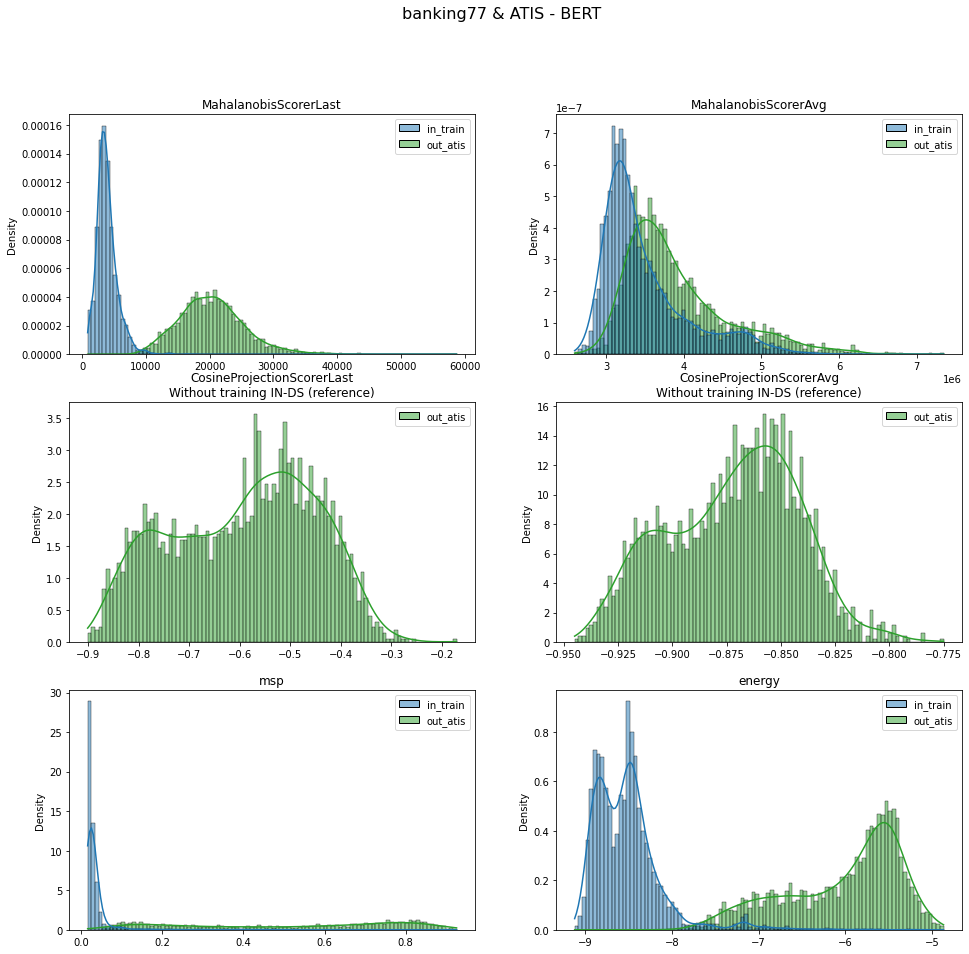 banking77 & ATIS - BERT
MahalanobisScorerLast
0.00016
0.00014
0.00012
0.00010
0.00008
0.00006
0.00004
0.00002
0.00000
Density
in_train
out_atis
0 10000 20000 30000 40000 50000 60000
MahalanobisScorerAvg
1e−7
7
6
5
4
3
2
1
0
Density
in_train
out_atis
3 4 5 6 7
1e6
CosineProjectionScorerLast
Without training IN-DS (reference)
3.5
3.0
2.5
2.0
1.5
1.0
0.5
0.0
Density
out_atis
−0.9 −0.8 −0.7 −0.6 −0.5 −0.4 −0.3 −0.2
CosineProjectionScorerAvg
Without training IN-DS (reference)
16
14
12
10
8
6
4
2
0
Density
out_atis
−0.950 −0.925 −0.900 −0.875 −0.850 −0.825 −0.800 −0.775
msp
30
25
20
15
10
5
0
Density
in_train
out_atis
0.0 0.2 0.4 0.6 0.8
energy
0.8
0.6
0.4
0.2
0.0
Density
in_train
out_atis
−9 −8 −7 −6 −5